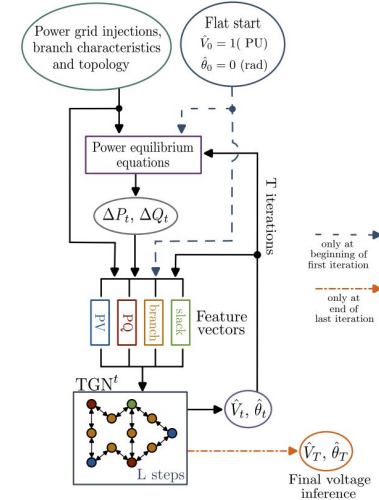 Power grid injections,
branch characteristics
and topology
Flat start
V̂₀ = 1( PU)
θ̂₀ = 0 (rad)
Power equilibrium
equations
ΔPₜ, ΔQₜ
T iterations
only at
beginning of
first iteration
only at
end of
last iteration
PV
PQ
branch
slack
Feature
vectors
TGNᵗ
L steps
V̂ₜ, θ̂ₜ
V̂_T, θ̂_T
Final voltage
inference